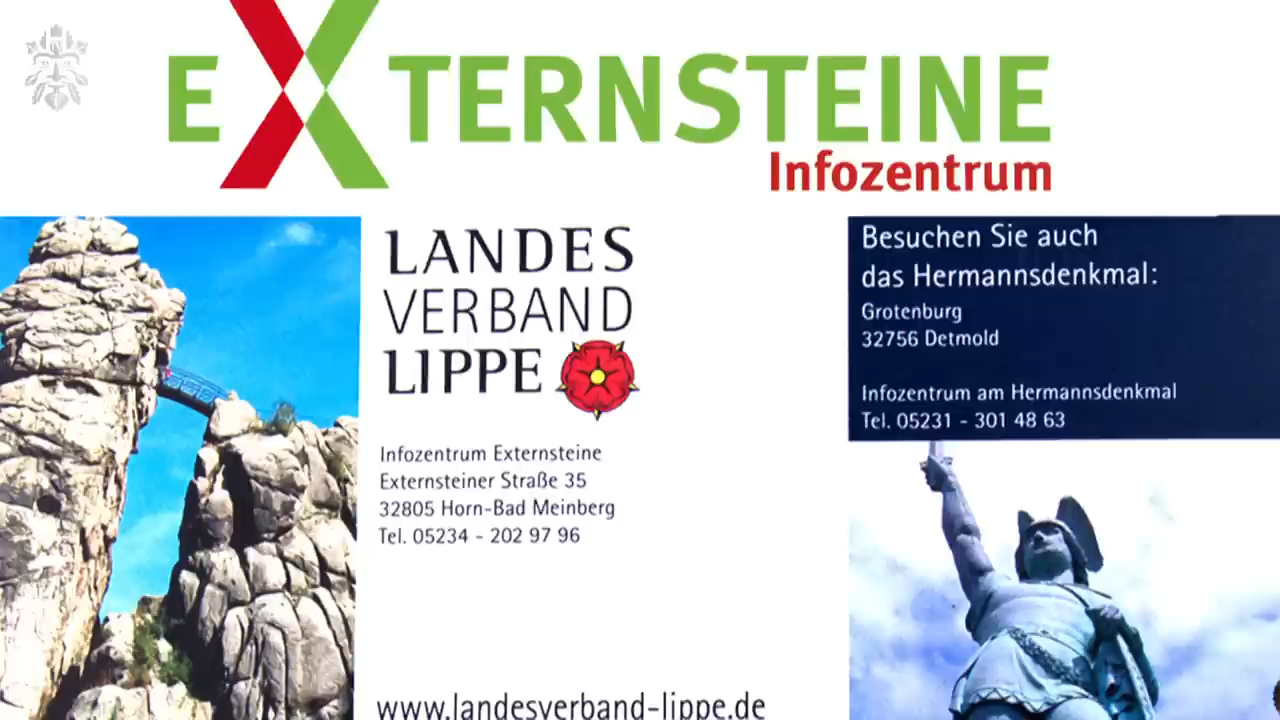 EXTERNSTEINE
Infozentrum
LANDES
VERBAND
LIPPE
Infozentrum Externsteine
Externsteiner Straße 35
32805 Horn-Bad Meinberg
Tel. 05234 - 202 97 96
www.landesverband-lippe.de
Besuchen Sie auch
das Hermannsdenkmal:
Grotenburg
32756 Detmold
Infozentrum am Hermannsdenkmal
Tel. 05231 - 301 48 63